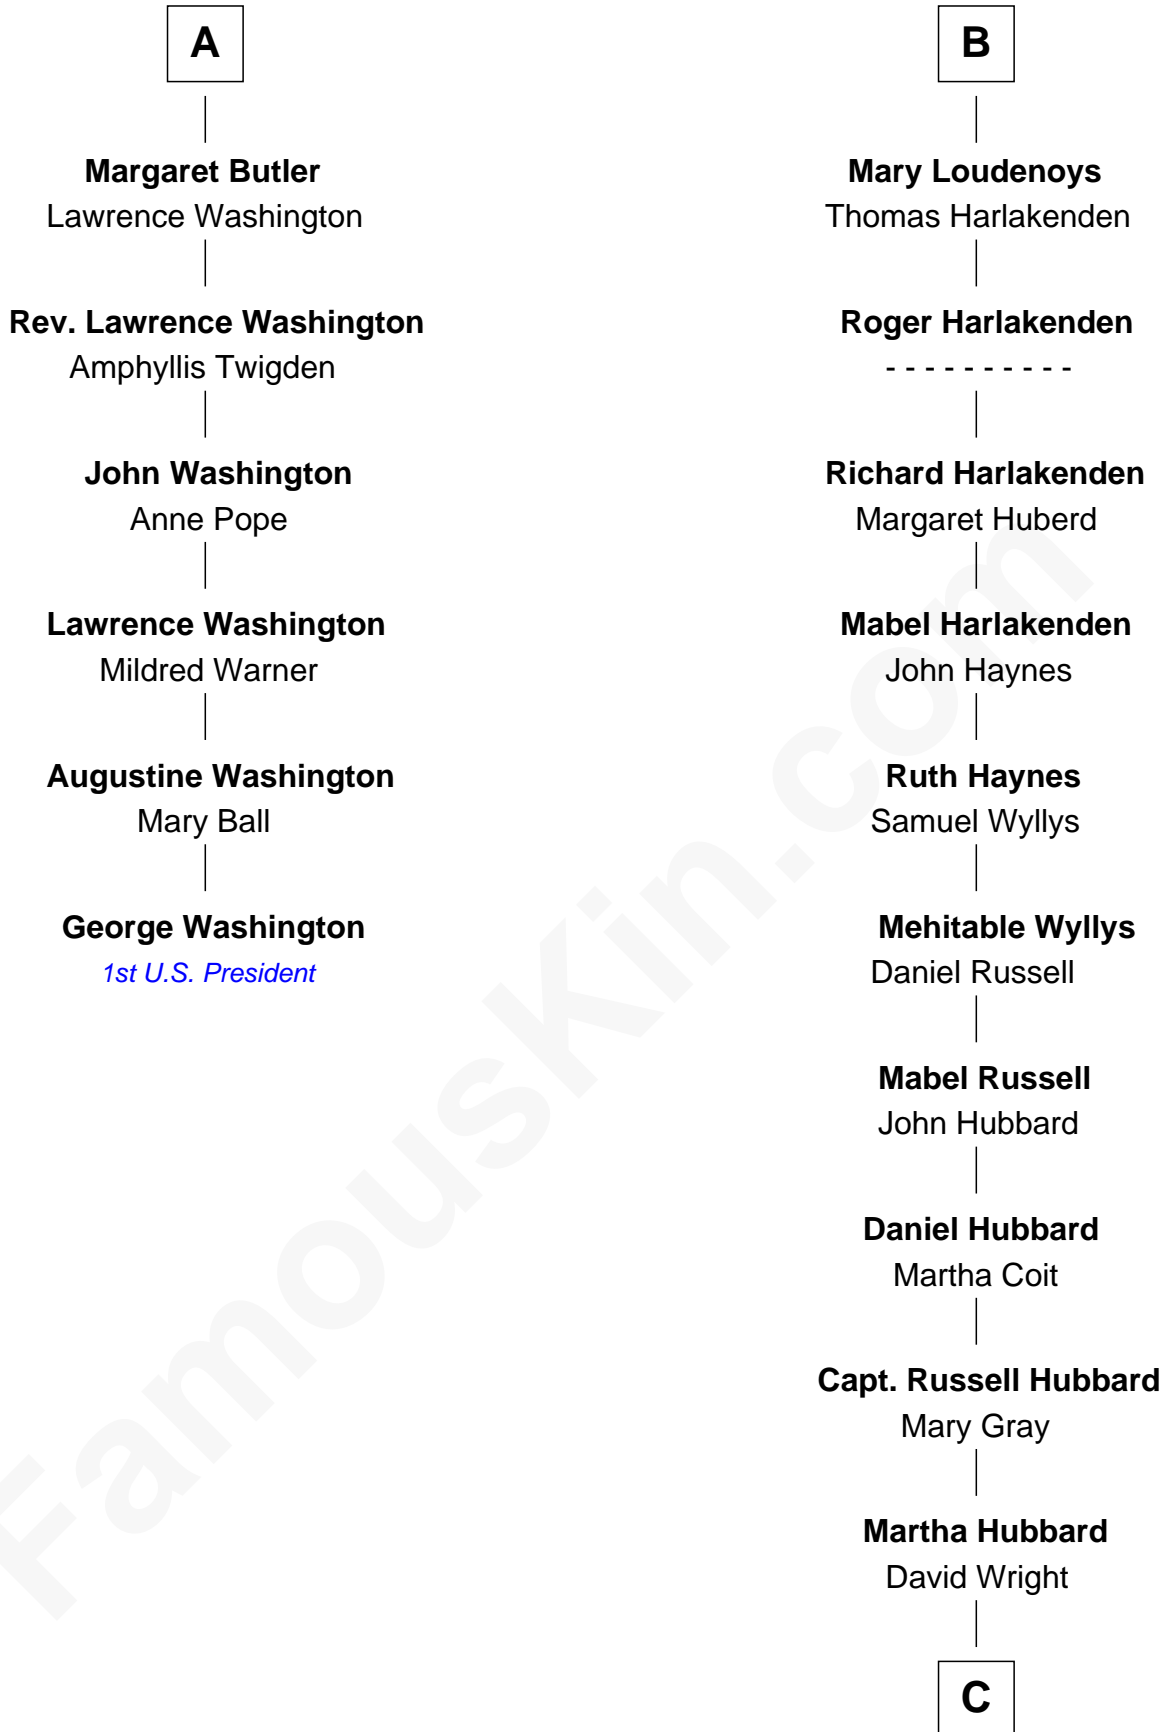 A
Margaret Butler
Lawrence Washington
Rev. Lawrence Washington
Amphyllis Twigden
John Washington
Anne Pope
Lawrence Washington
Mildred Warner
Augustine Washington
Mary Ball
George Washington
1st U.S. President
B
Mary Loudenoys
Thomas Harlakenden
Roger Harlakenden
- - - - - - - - - -
Richard Harlakenden
Margaret Huberd
Mabel Harlakenden
John Haynes
Ruth Haynes
Samuel Wyllys
Mehitable Wyllys
Daniel Russell
Mabel Russell
John Hubbard
Daniel Hubbard
Martha Coit
Capt. Russell Hubbard
Mary Gray
Martha Hubbard
David Wright
C
FamousKin.com